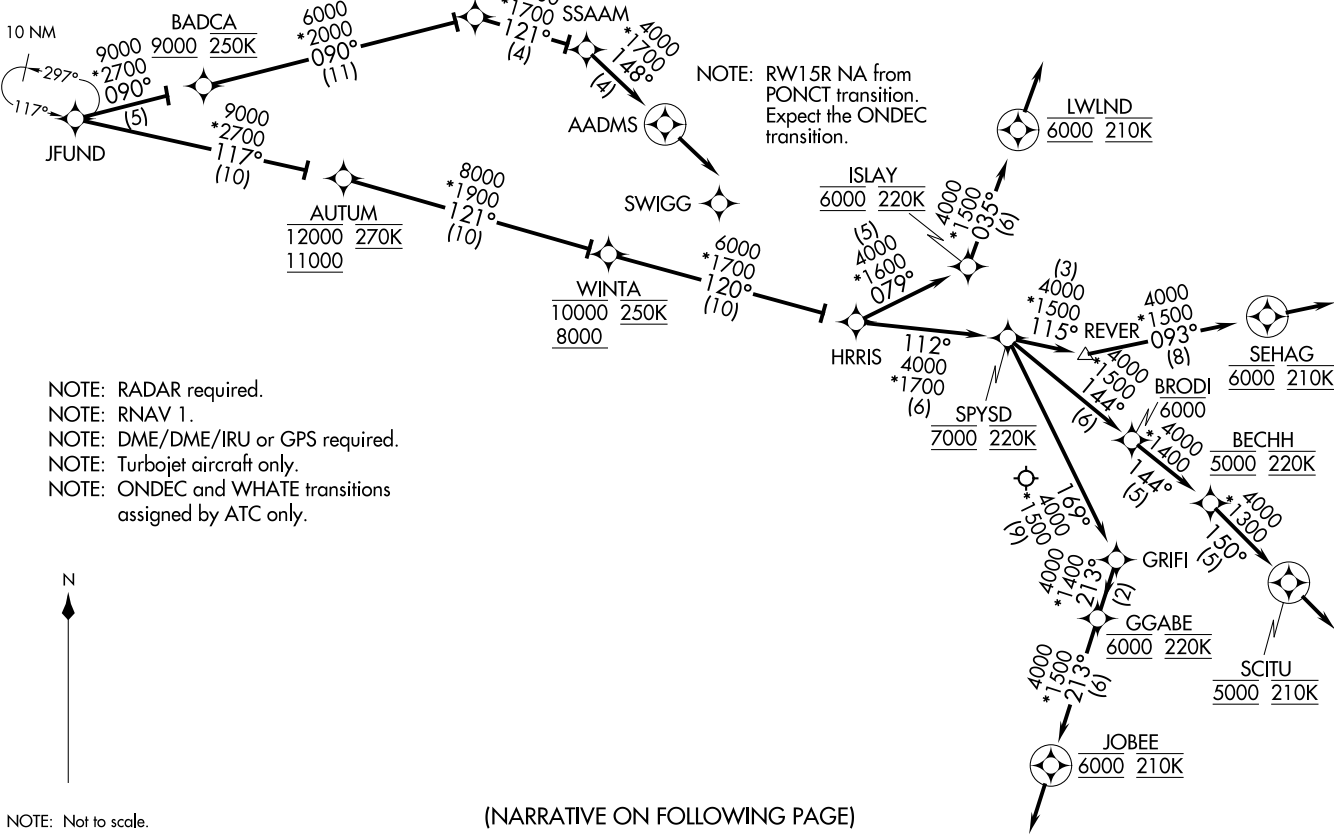 10 NM
297°
117°
JFUND
9000
*2700
090°
(5)
BADCA
9000 250K
6000
*2000
090°
(11)
*1700
121°
(4)
SSAAM
4000
*1700
148°
(4)
AADMS
SWIGG
NOTE: RW15R NA from
PONCT transition.
Expect the ONDEC
transition.
9000
*2700
117°
(10)
AUTUM
12000 270K
11000
8000
*1900
121°
(10)
WINTA
10000 250K
8000
6000
*1700
120°
(10)
HRRIS
(5)
4000
*1600
079°
ISLAY
6000 220K
4000
*1500
035°
(6)
LWLND
6000 210K
112°
4000
*1700
(6)
SPYSD
7000 220K
(3)
4000
*1500
115°
REVER
4000
*1500
093°
(8)
SEHAG
6000 210K
4000
*1500
144°
(6)
BRODI
6000
4000
*1400
144°
(5)
BECHH
5000 220K
4000
*1300
150°
(5)
SCITU
5000 210K
169°
4000
*1500
(9)
GRIFI
4000
*1400
213°
(2)
GGABE
6000 220K
4000
*1500
213°
(6)
JOBEE
6000 210K
NOTE: RADAR required.
NOTE: RNAV 1.
NOTE: DME/DME/IRU or GPS required.
NOTE: Turbojet aircraft only.
NOTE: ONDEC and WHATE transitions
assigned by ATC only.
N
NOTE: Not to scale.
(NARRATIVE ON FOLLOWING PAGE)